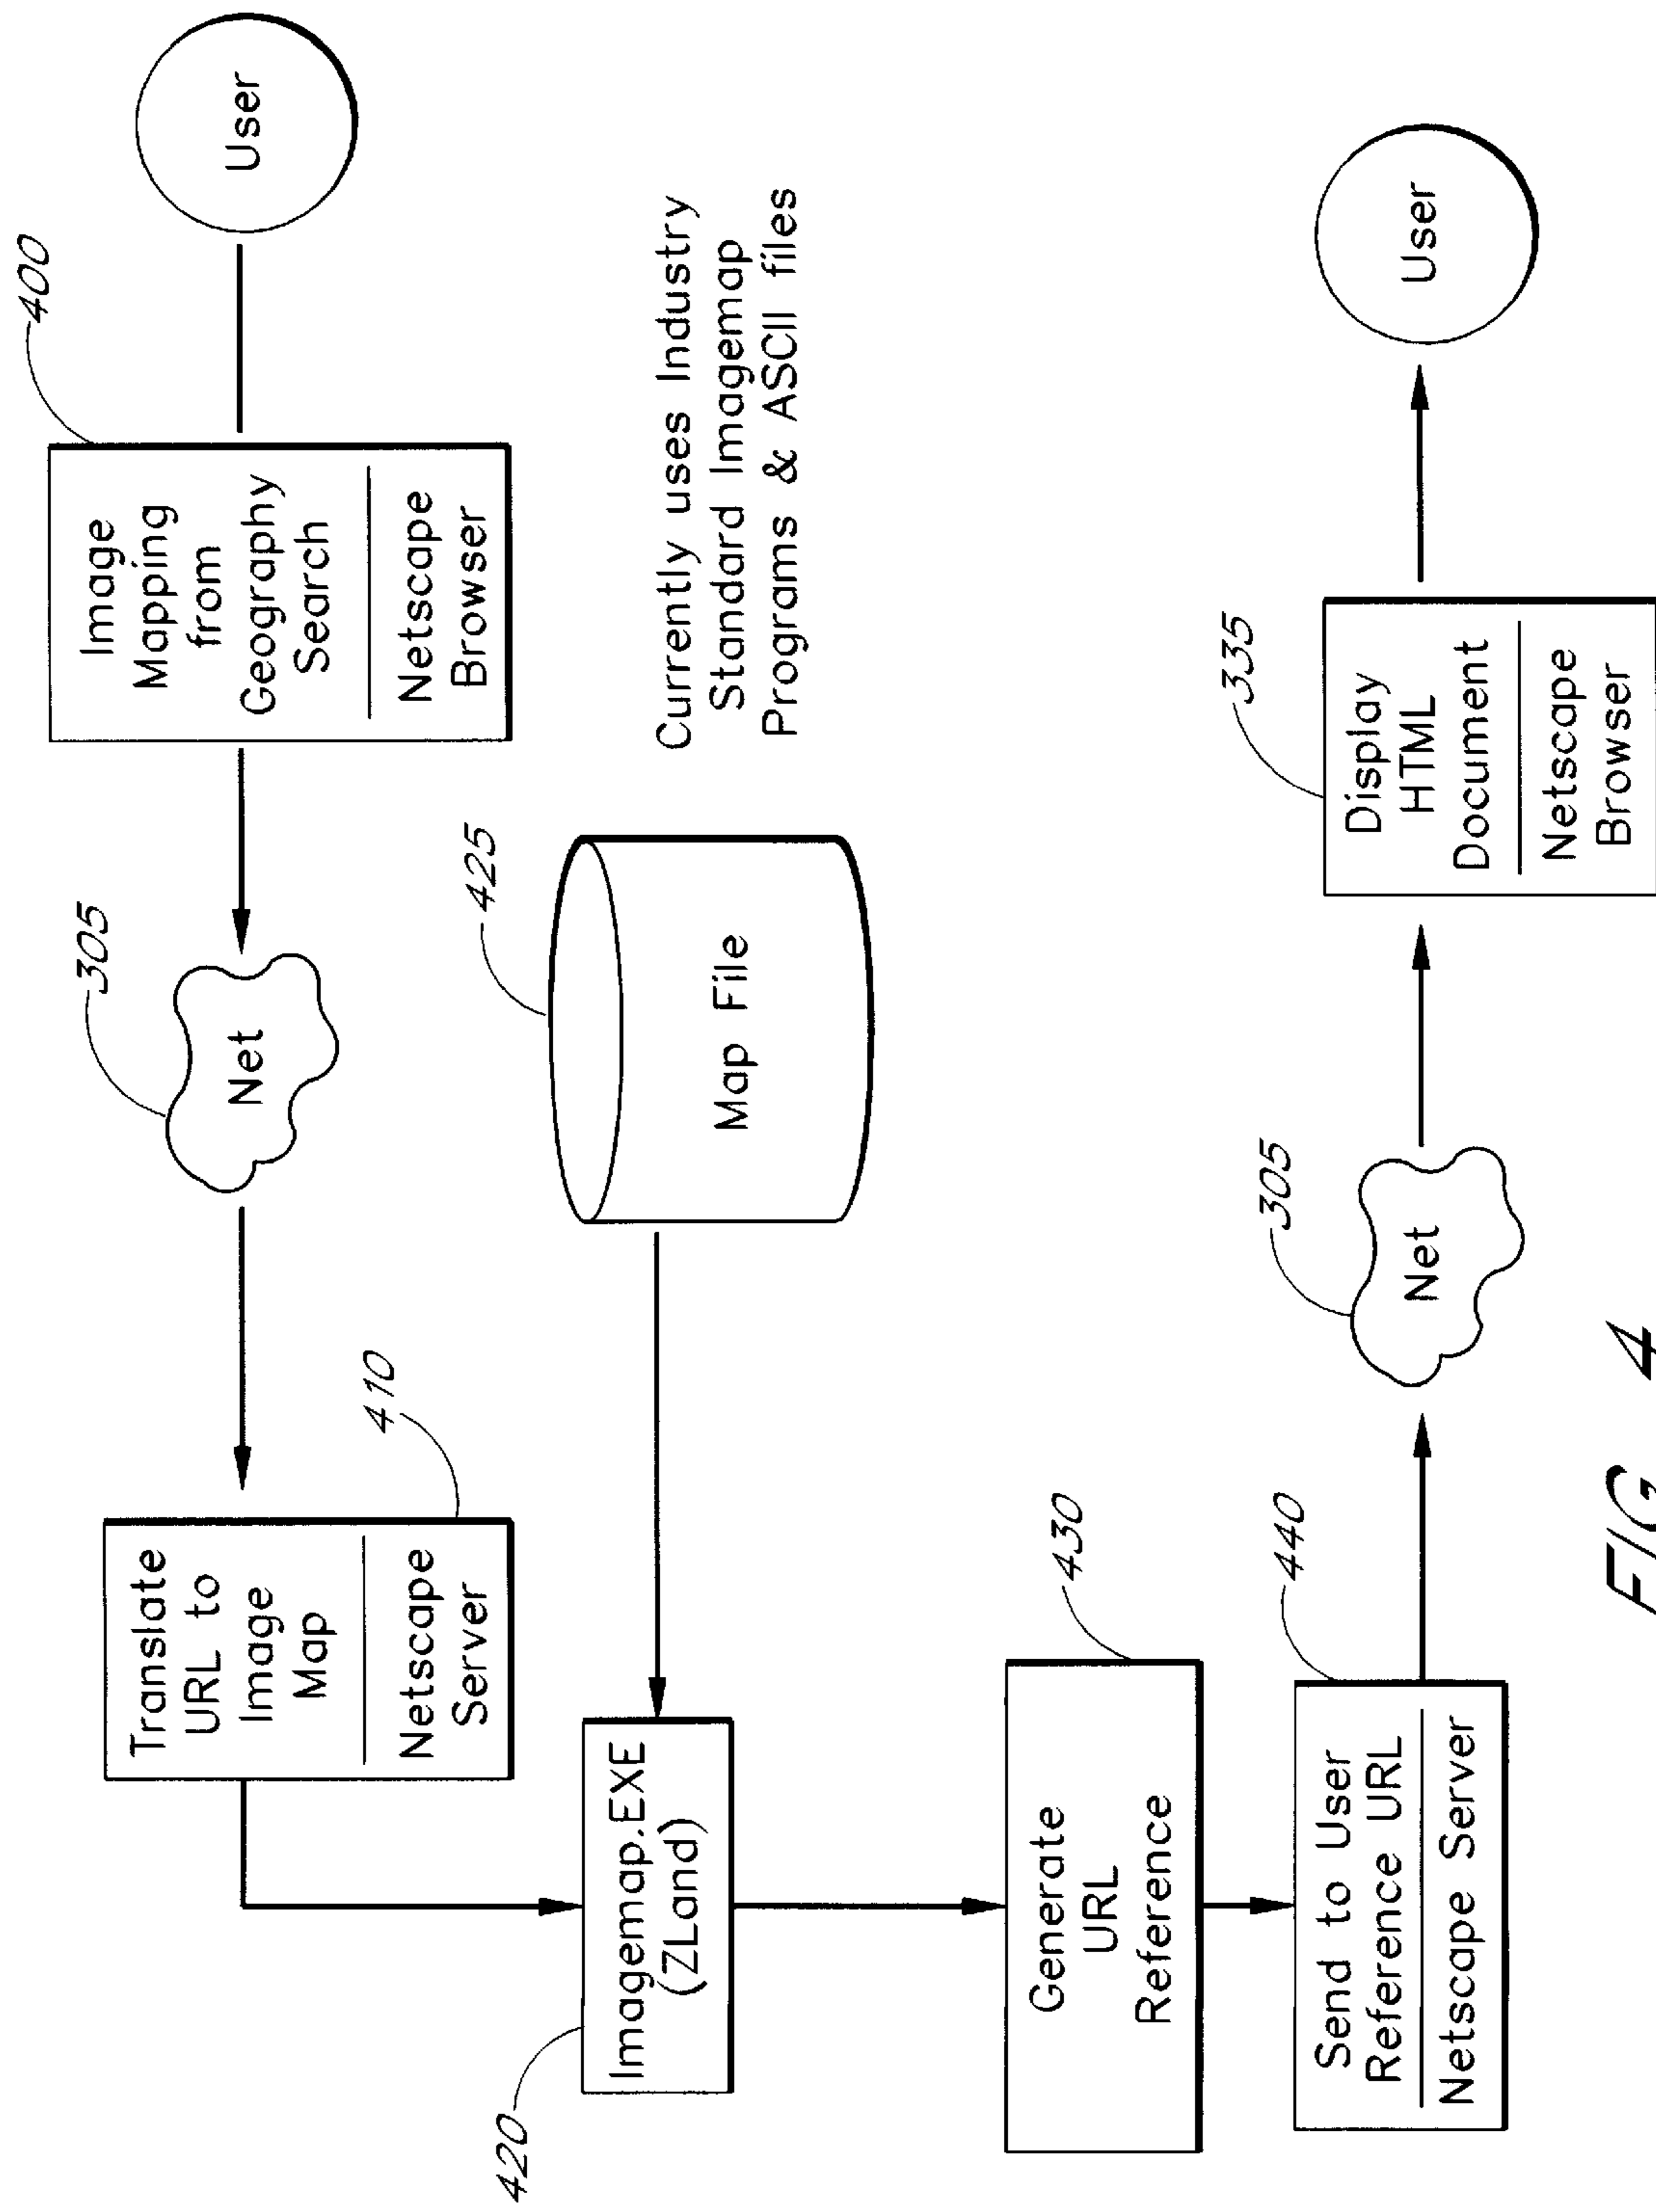 User
400
Image
Mapping
from
Geography
Search
Netscape
Browser
305
Net
410
Translate
URL to
Image
Map
Netscape
Server
420
Imagemap.EXE
(ZLand)
425
Map File
Currently uses Industry
Standard Imagemap
Programs & ASCII files
430
Generate
URL
Reference
440
Send to User
Reference URL
Netscape Server
305
Net
335
Display
HTML
Document
Netscape
Browser
User
FIG 4